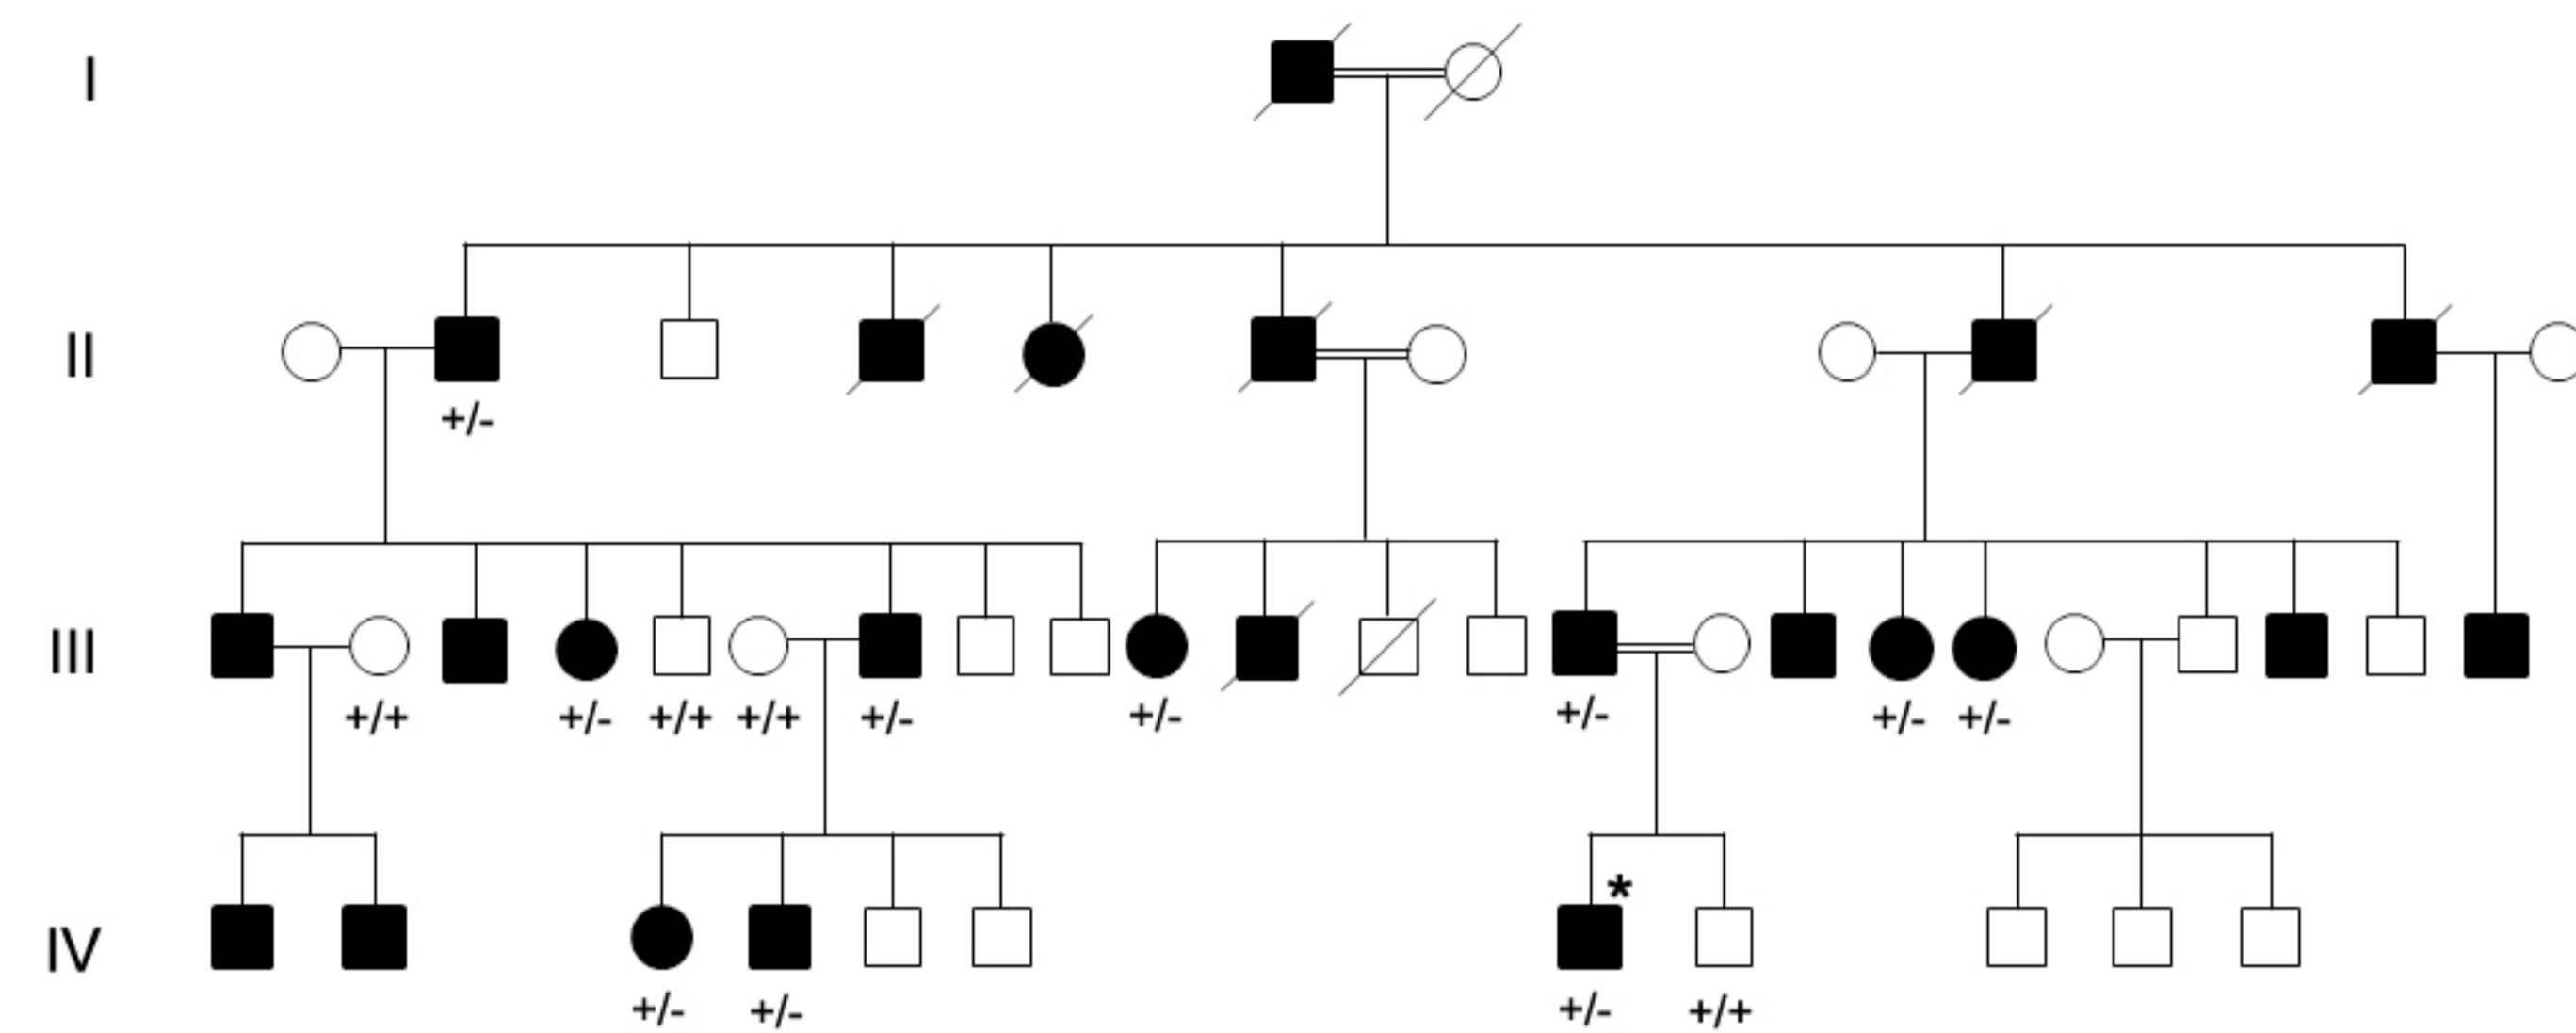 I
II
+/-
III
+/+ +/- +/+ +/+ +/- +/- +/- +/- +/-
*
IV
+/- +/- +/- +/+